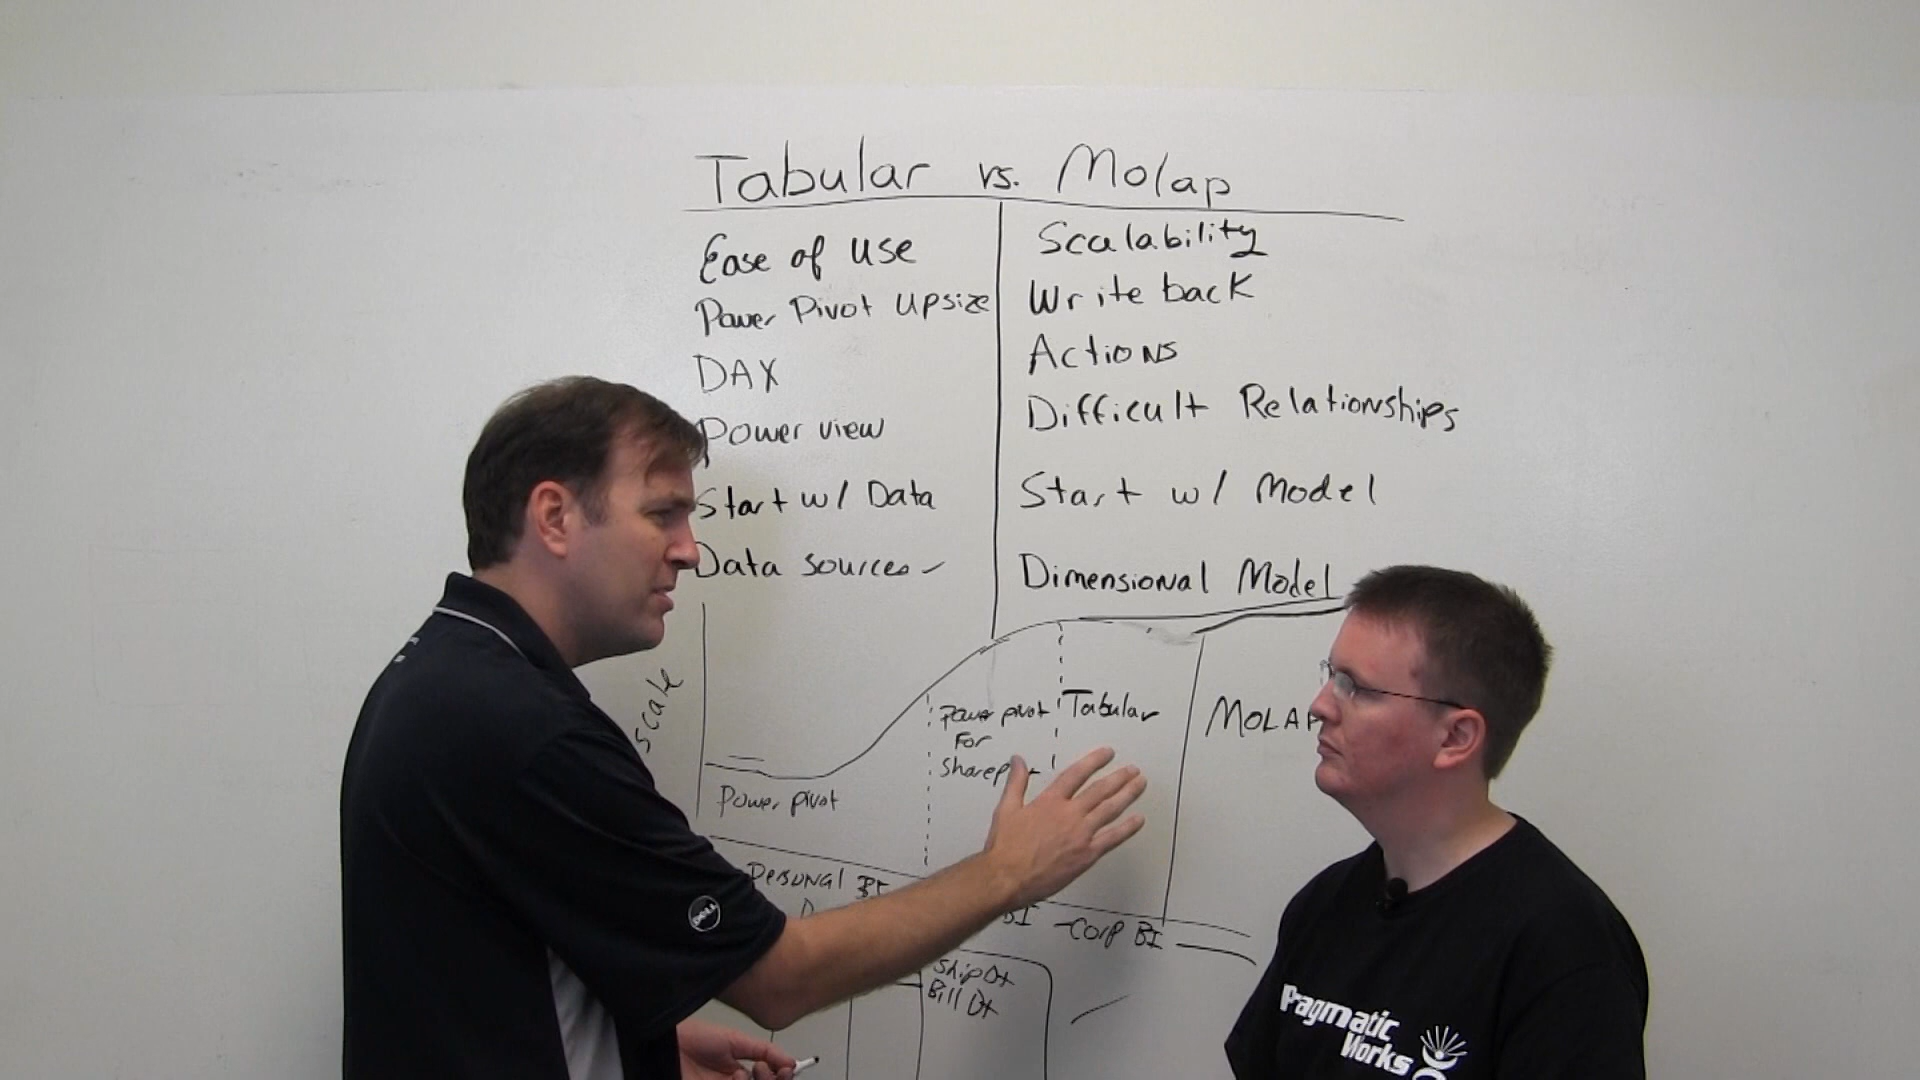 Tabular vs. Molap
Ease of use
Power Pivot Upsize
DAX
Power view
Start w/ Data
Data sources
Scalability
Write back
Actions
Difficult Relationships
Start w/ Model
Dimensional Model
scale
Power pivot
Power pivot
For
Tabular
MOLAP
Personal BI
BI
Corp BI
Ship Dt
Bill Dt
DELL
Pragmatic
Works